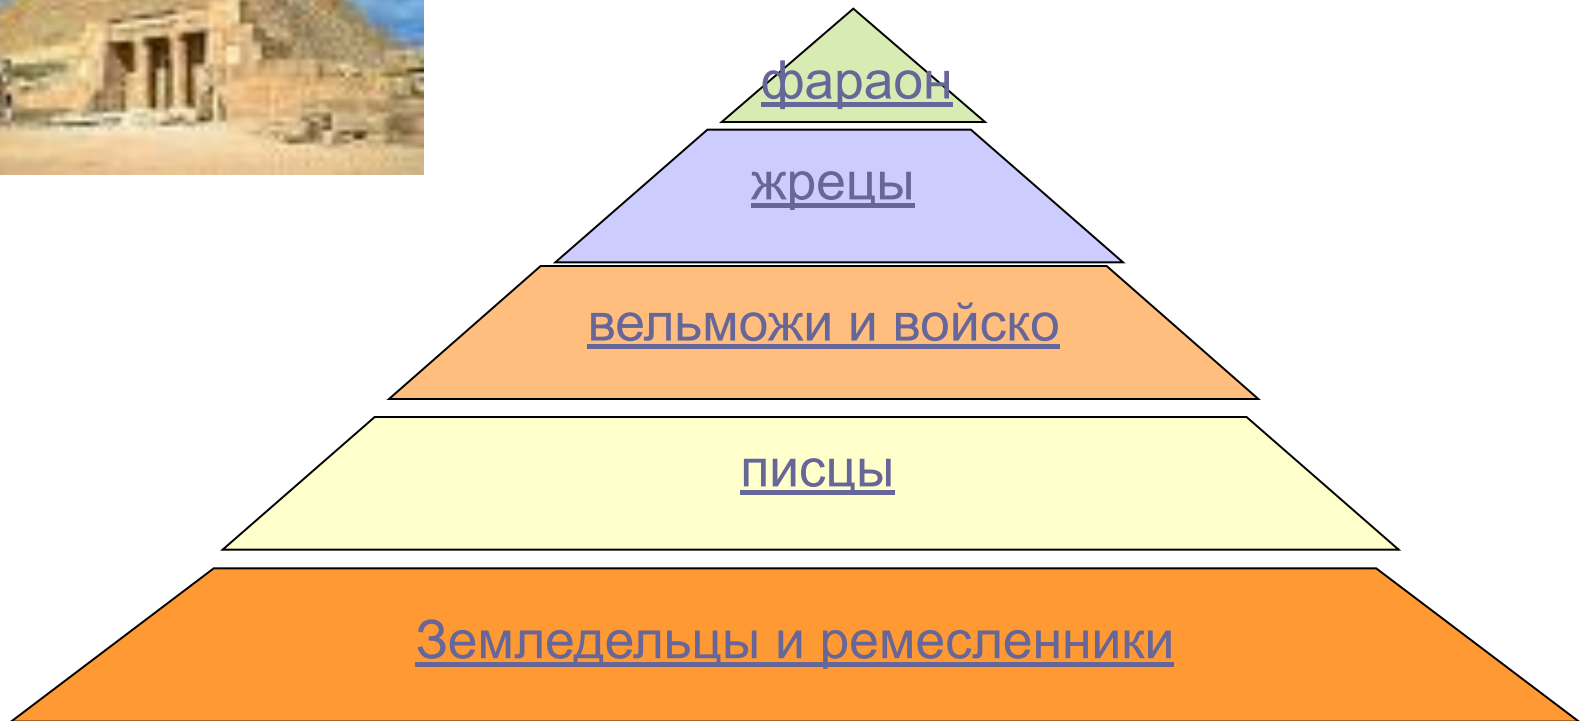 фараон
жрецы
вельможи и войско
писцы
Земледельцы и ремесленники